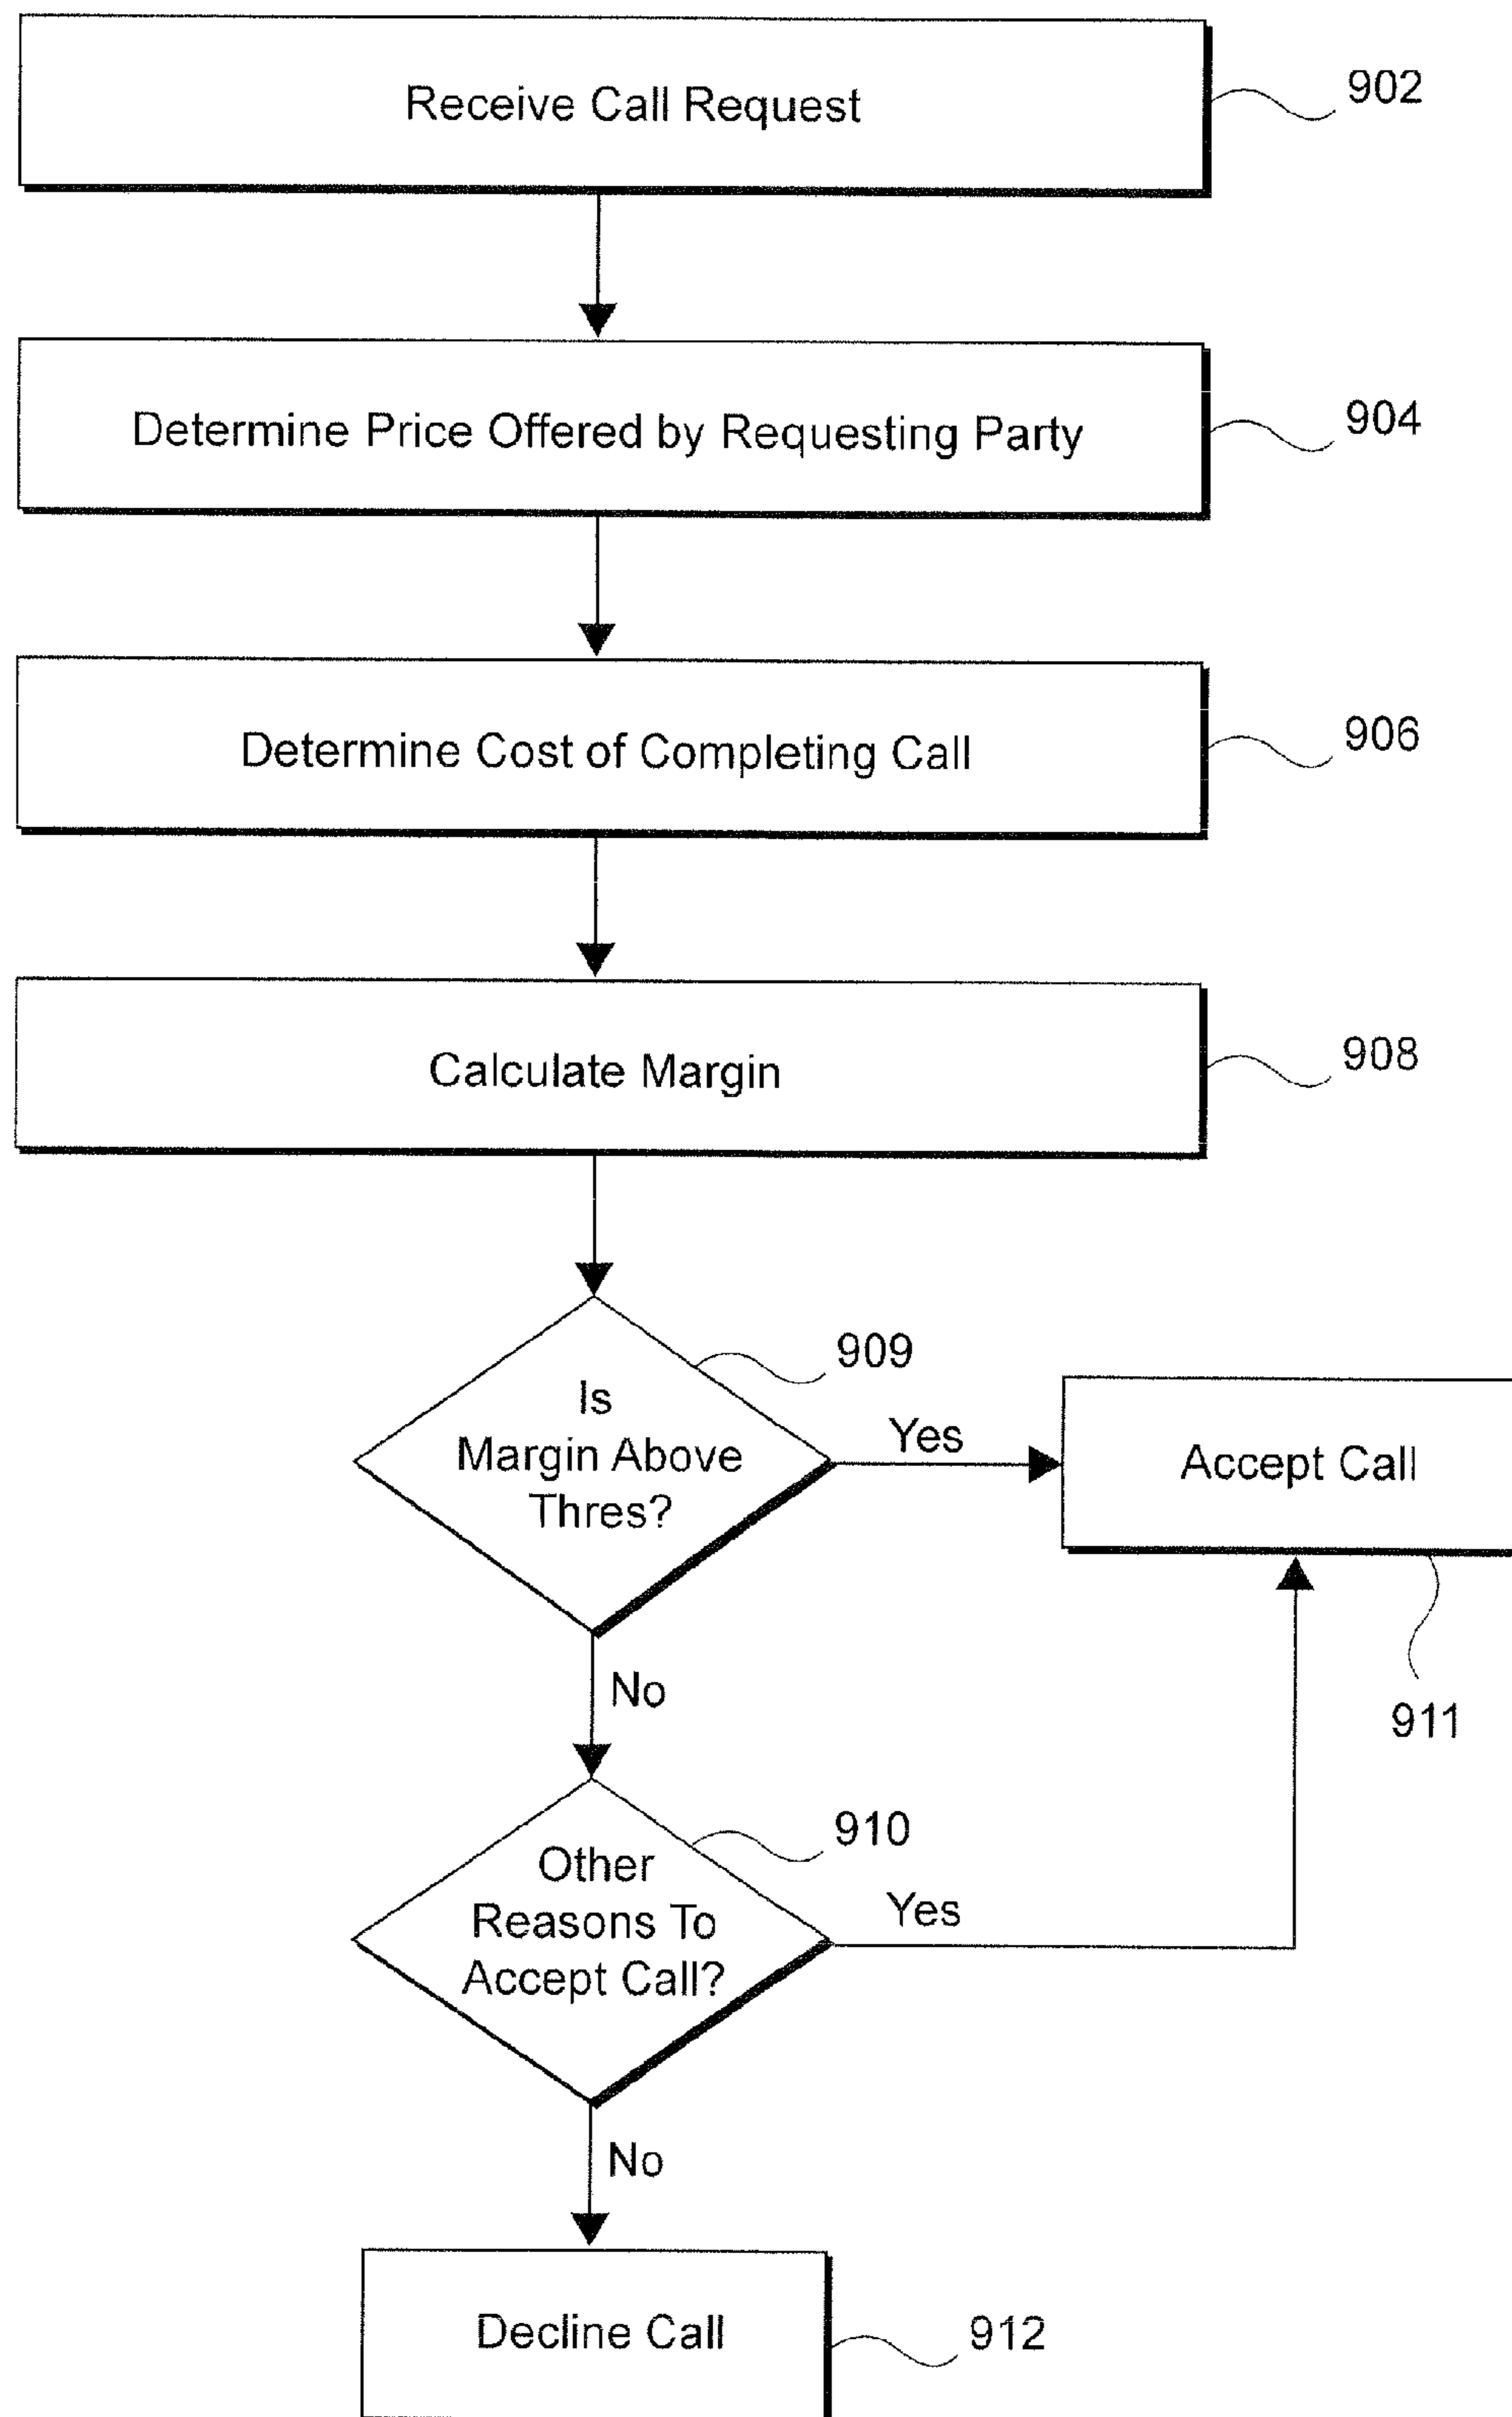 Receive Call Request
902
Determine Price Offered by Requesting Party
904
Determine Cost of Completing Call
906
Calculate Margin
908
Is
Margin Above
Thres?
909
Yes
Accept Call
911
No
Other
Reasons To
Accept Call?
910
Yes
No
Decline Call
912